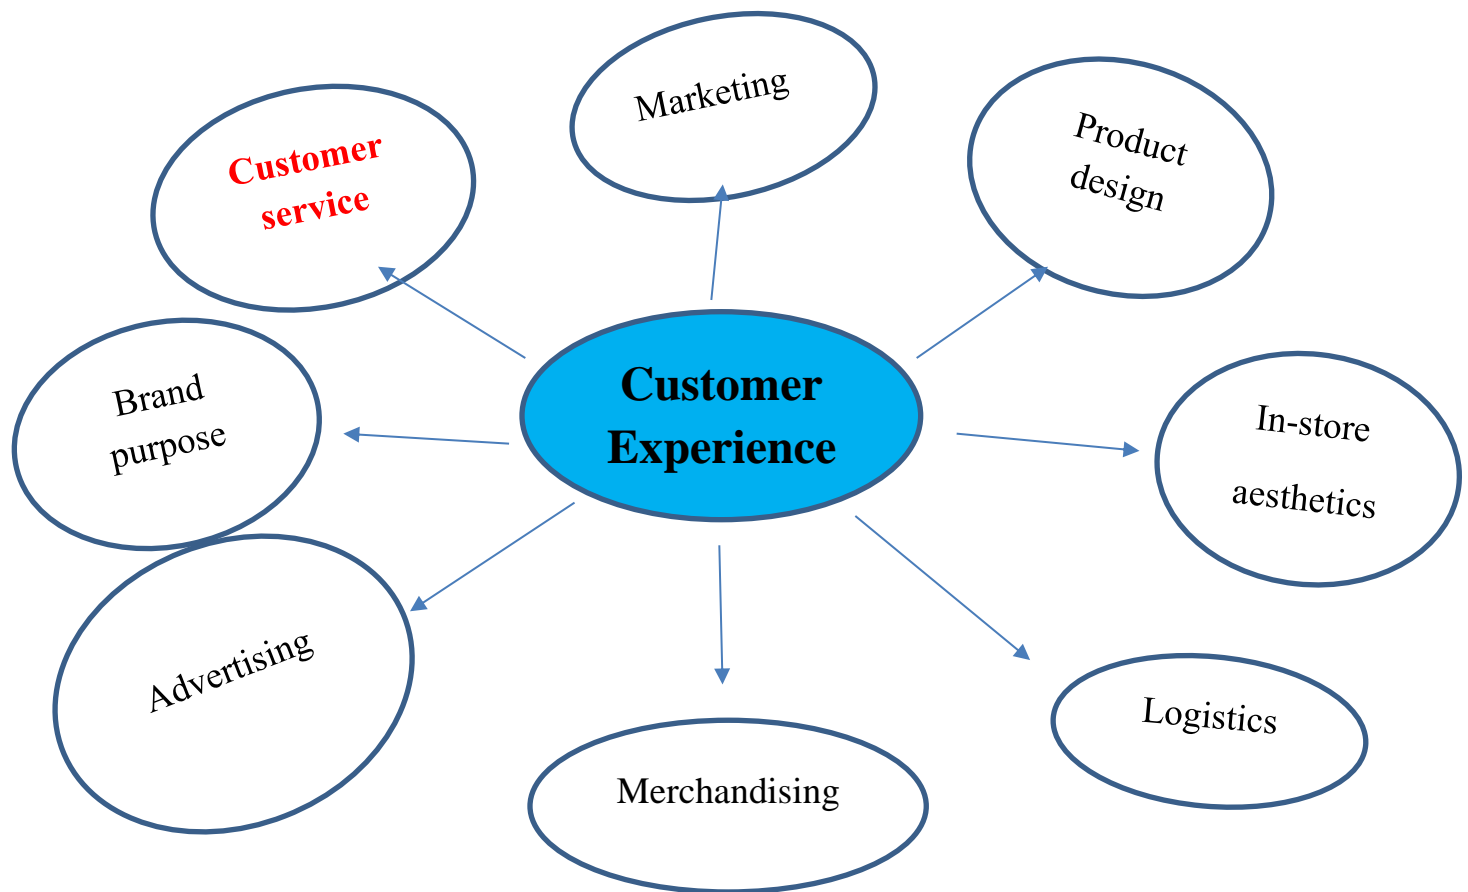 Marketing
Product
design
Customer
service
Customer
Experience
Brand
purpose
In-store
aesthetics
Advertising
Logistics
Merchandising